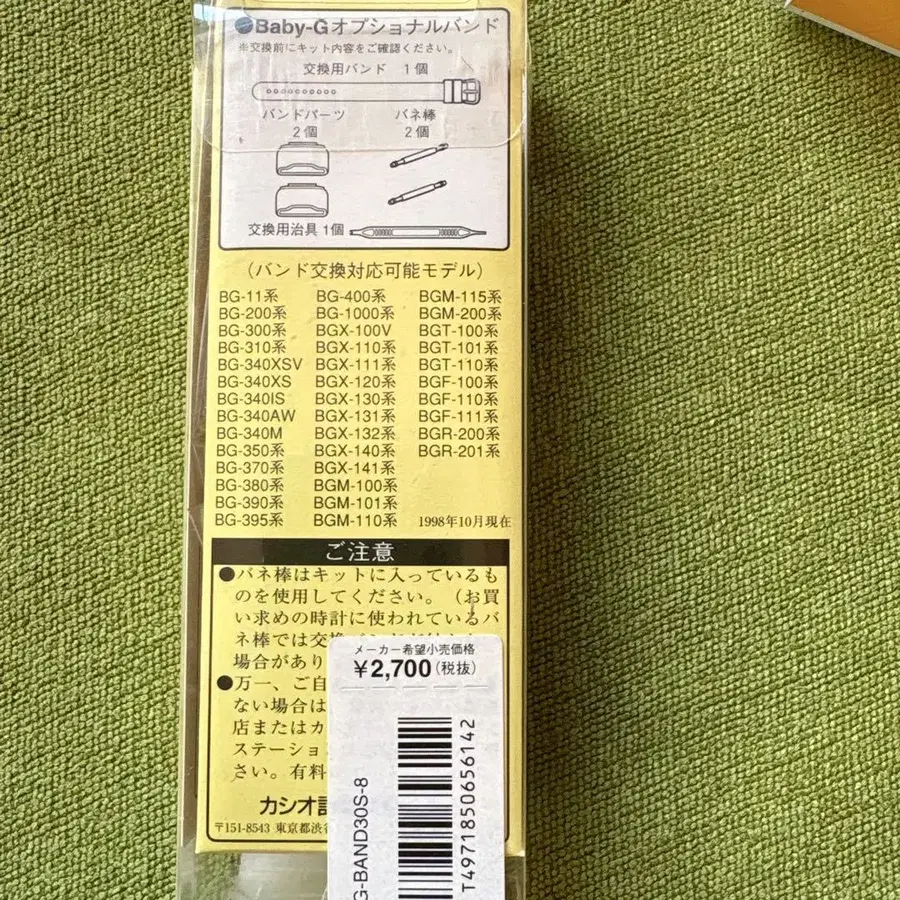 Baby-Gオプショナルバンド
※交換前にキット内容をご確認ください。
交換用バンド 1個
バンドパーツ バネ棒
2個 2個
交換用治具 1個
(バンド交換対応可能モデル)
BG-11系 BG-400系 BGM-115系
BG-200系 BG-1000系 BGM-200系
BG-300系 BGX-100V BGT-100系
BG-310系 BGX-110系 BGT-101系
BG-340XSV BGX-111系 BGT-110系
BG-340XS BGX-120系 BGF-100系
BG-340IS BGX-130系 BGF-110系
BG-340AW BGX-131系 BGF-111系
BG-340M BGX-132系 BGR-200系
BG-350系 BGX-140系 BGR-201系
BG-370系 BGX-141系
BG-380系 BGM-100系
BG-390系 BGM-101系
BG-395系 BGM-110系 1998年10月現在
ご注意
●バネ棒はキットに入っているも
のを使用してください。(お買
い求めの時計に使われているバ
ネ棒では交換
場合があり
●万一、ご自
ない場合は
店またはカ
ステーショ
さい。有料
カシオ
〒151-8543 東京都渋
メーカー希望小売価格
¥2,700(税抜)
G-BAND30S-8
T4971850656142